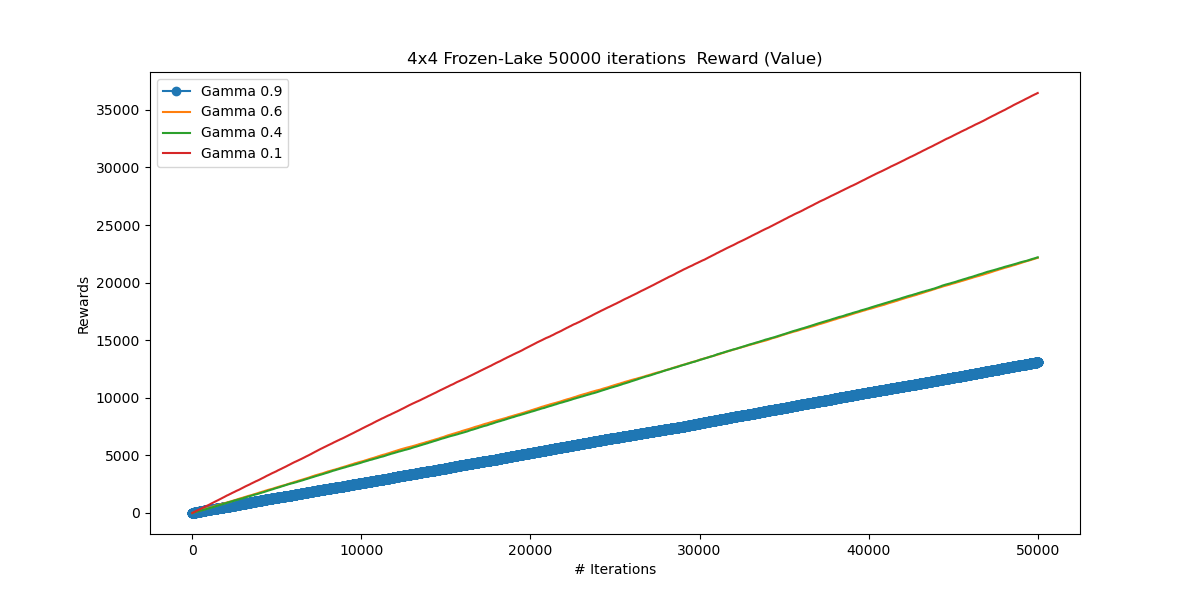 4x4 Frozen-Lake 50000 iterations  Reward (Value)
Gamma 0.9
Gamma 0.6
Gamma 0.4
Gamma 0.1
Rewards
35000
30000
25000
20000
15000
10000
5000
0
0 10000 20000 30000 40000 50000
# Iterations